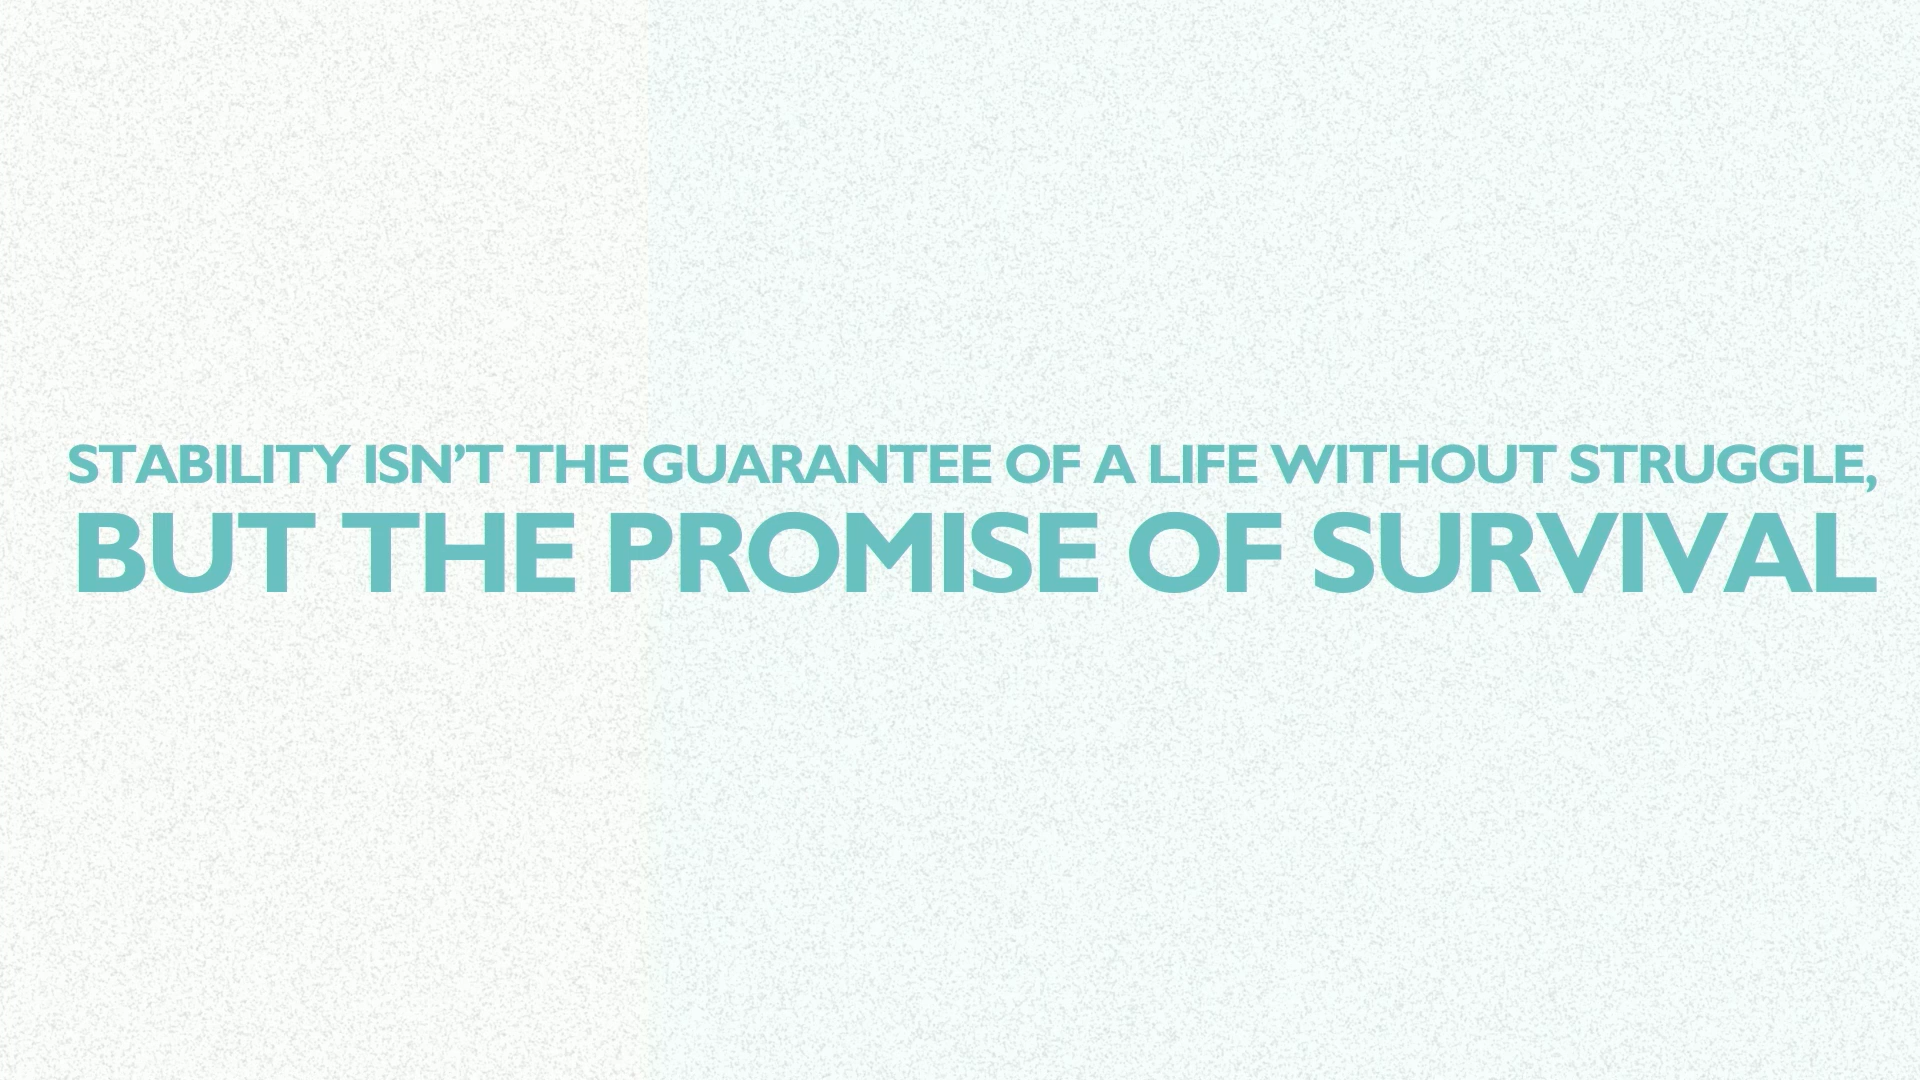 STABILITY ISN’T THE GUARANTEE OF A LIFE WITHOUT STRUGGLE,
BUT THE PROMISE OF SURVIVAL